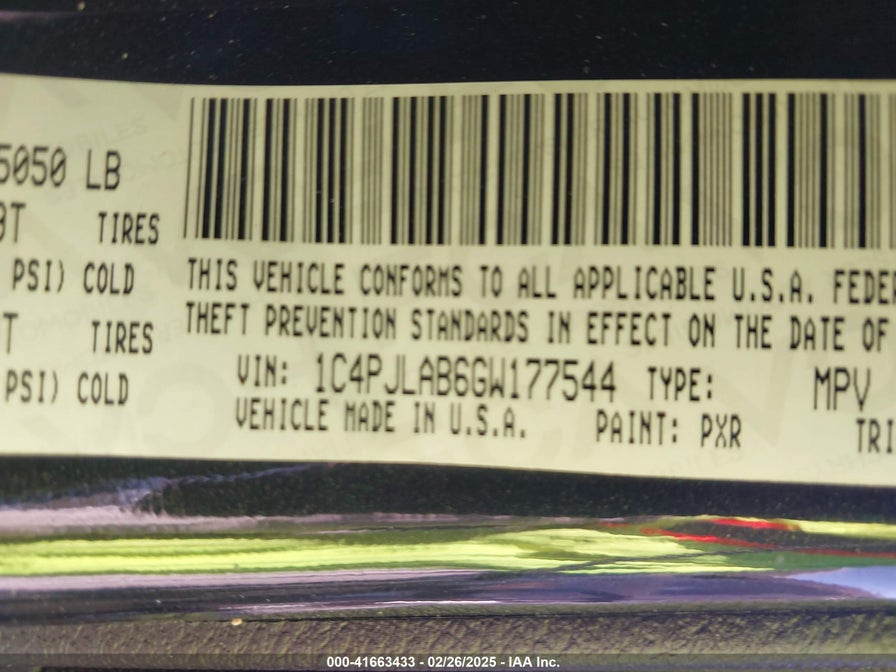 5050 LB
TIRES
PSI) COLD
TIRES
PSI) COLD
THIS VEHICLE CONFORMS TO ALL APPLICABLE U.S.A. FEDER
THEFT PREVENTION STANDARDS IN EFFECT ON THE DATE OF
VIN: 1C4PJLAB6GW177544 TYPE: MPV
VEHICLE MADE IN U.S.A. PAINT: PXR TRI
000-41663433 - 02/26/2025 - IAA Inc.